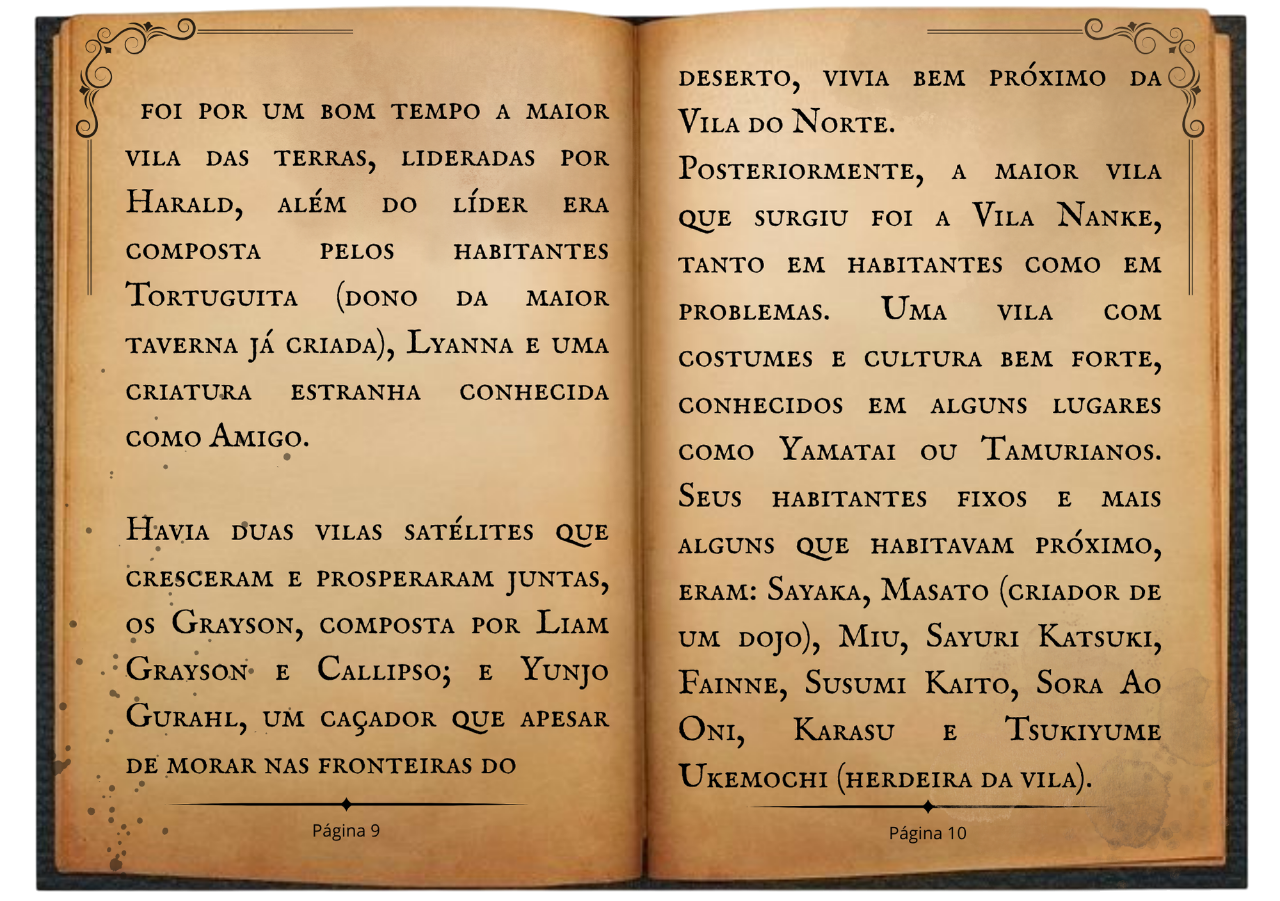 foi por um bom tempo a maior
vila das terras, lideradas por
Harald, além do líder era
composta pelos habitantes
Tortuguita (dono da maior
taverna já criada), Lyanna e uma
criatura estranha conhecida
como Amigo.
Havia duas vilas satélites que
cresceram e prosperaram juntas,
os Grayson, composta por Liam
Grayson e Callipso; e Yunjo
Gurahl, um caçador que apesar
de morar nas fronteiras do
Página 9
deserto, vivia bem próximo da
Vila do Norte.
Posteriormente, a maior vila
que surgiu foi a Vila Nanke,
tanto em habitantes como em
problemas. Uma vila com
costumes e cultura bem forte,
conhecidos em alguns lugares
como Yamatai ou Tamurianos.
Seus habitantes fixos e mais
alguns que habitavam próximo,
eram: Sayaka, Masato (criador de
um dojo), Miu, Sayuri Katsuki,
Fainne, Susumi Kaito, Sora Ao
Oni, Karasu e Tsukiyume
Ukemochi (herdeira da vila).
Página 10